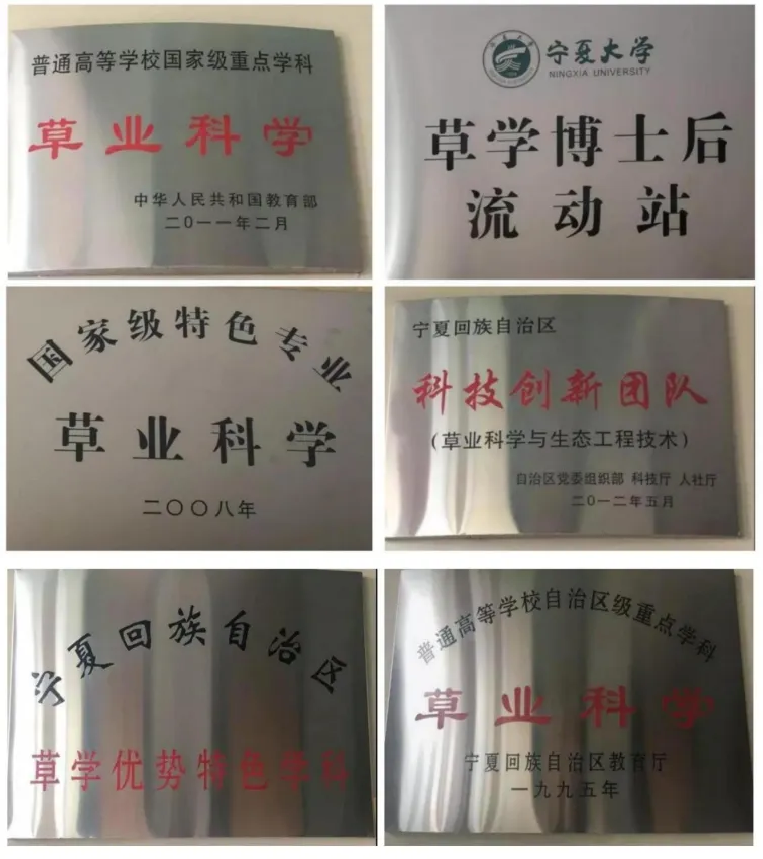 普通高等学校国家级重点学科
草业科学
中华人民共和国教育部
二0一一年二月
宁夏大学
NINGXIA UNIVERSITY
草学博士后
流动站
国家级特色专业
草业科学
二〇〇八年
宁夏回族自治区
科技创新团队
(草业科学与生态工程技术)
自治区党委组织部 科技厅 人社厅
二0一二年五月
宁夏回族自治区
草学优势特色学科
普通高等学校自治区级重点学科
草业科学
宁夏回族自治区教育厅
一九九五年